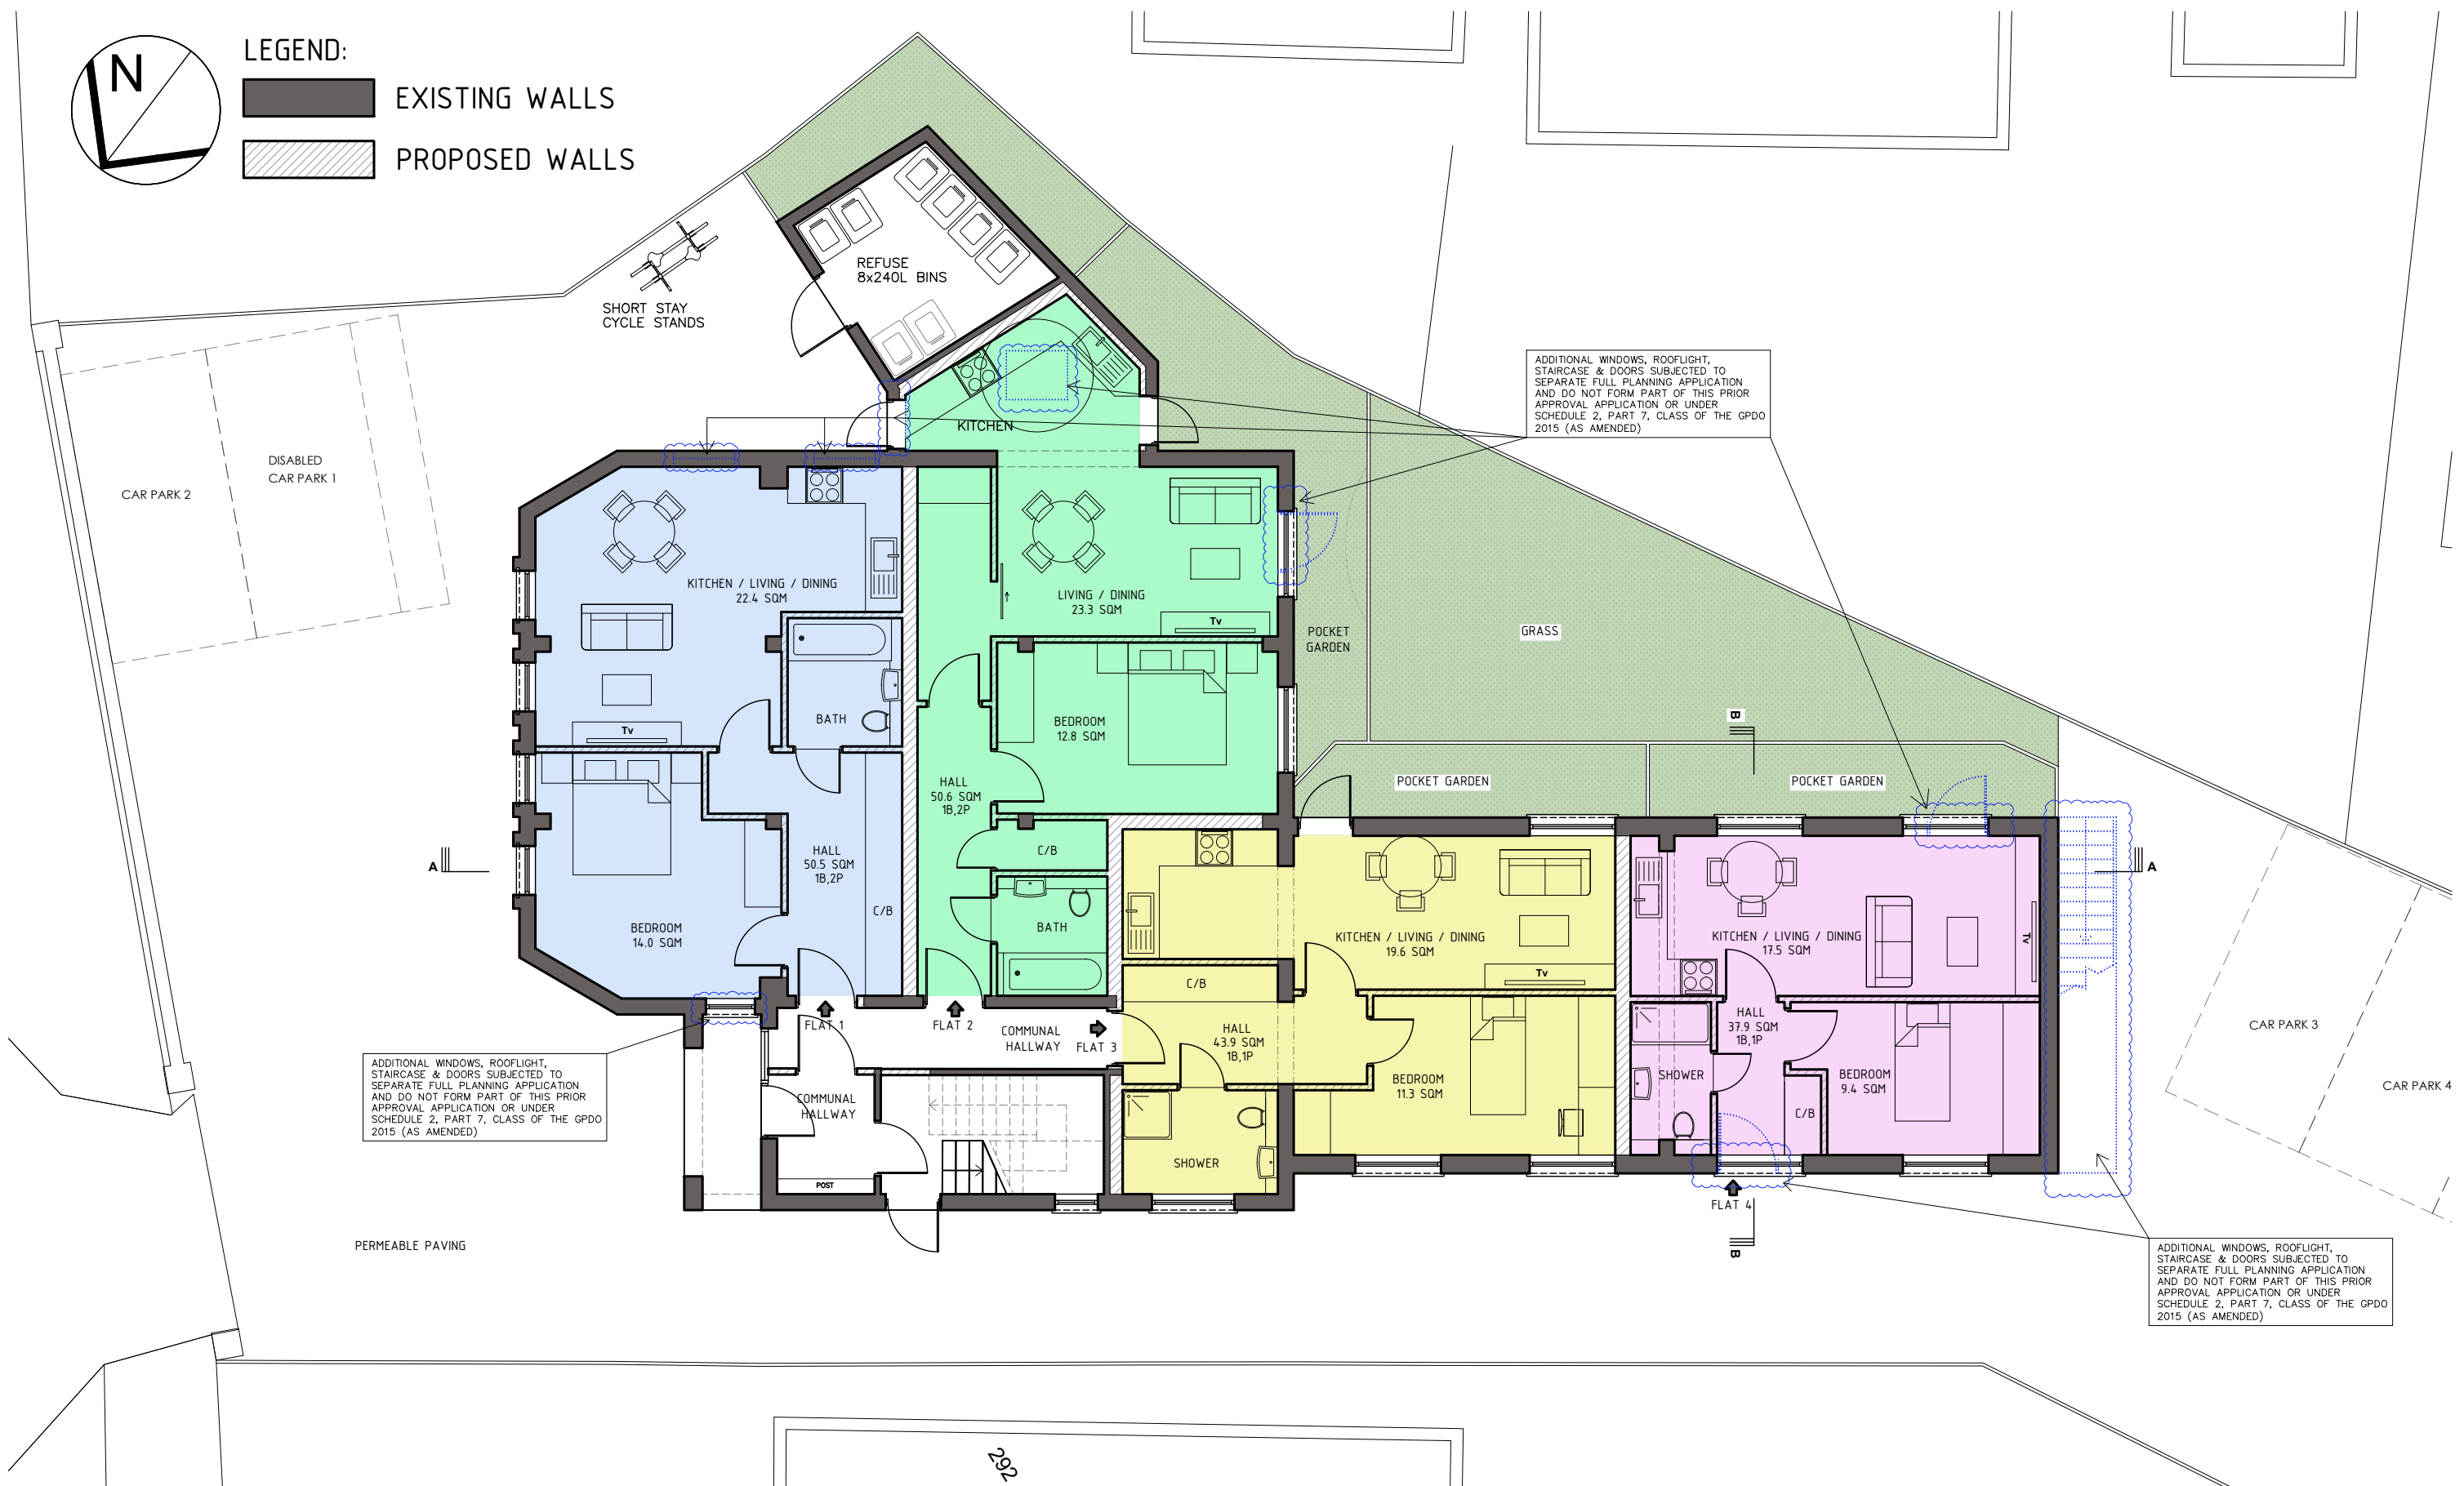 N
LEGEND:
EXISTING WALLS
PROPOSED WALLS
REFUSE
8x240L BINS
SHORT STAY
CYCLE STANDS
ADDITIONAL WINDOWS, ROOFLIGHT,
STAIRCASE & DOORS SUBJECTED TO
SEPARATE FULL PLANNING APPLICATION
AND DO NOT FORM PART OF THIS PRIOR
APPROVAL APPLICATION OR UNDER
SCHEDULE 2, PART 7, CLASS OF THE GPDO
2015 (AS AMENDED)
KITCHEN
DISABLED
CAR PARK 1
CAR PARK 2
KITCHEN / LIVING / DINING
22.4 SQM
LIVING / DINING
23.3 SQM
Tv
POCKET
GARDEN
GRASS
BATH
Tv
BEDROOM
12.8 SQM
B
POCKET GARDEN
POCKET GARDEN
HALL
50.6 SQM
1B,2P
HALL
50.5 SQM
1B,2P
C/B
A
A
C/B
BEDROOM
14.0 SQM
BATH
KITCHEN / LIVING / DINING
19.6 SQM
Tv
KITCHEN / LIVING / DINING
17.5 SQM
Tv
C/B
FLAT 1
FLAT 2
COMMUNAL
HALLWAY
FLAT 3
HALL
43.9 SQM
1B,1P
HALL
37.9 SQM
1B,1P
CAR PARK 3
CAR PARK 4
ADDITIONAL WINDOWS, ROOFLIGHT,
STAIRCASE & DOORS SUBJECTED TO
SEPARATE FULL PLANNING APPLICATION
AND DO NOT FORM PART OF THIS PRIOR
APPROVAL APPLICATION OR UNDER
SCHEDULE 2, PART 7, CLASS OF THE GPDO
2015 (AS AMENDED)
COMMUNAL
HALLWAY
BEDROOM
11.3 SQM
SHOWER
BEDROOM
9.4 SQM
C/B
SHOWER
POST
FLAT 4
B
PERMEABLE PAVING
ADDITIONAL WINDOWS, ROOFLIGHT,
STAIRCASE & DOORS SUBJECTED TO
SEPARATE FULL PLANNING APPLICATION
AND DO NOT FORM PART OF THIS PRIOR
APPROVAL APPLICATION OR UNDER
SCHEDULE 2, PART 7, CLASS OF THE GPDO
2015 (AS AMENDED)
292